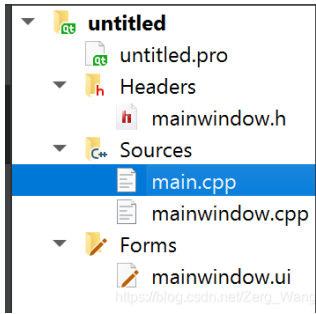 untitled
untitled.pro
Headers
mainwindow.h
Sources
main.cpp
mainwindow.cpp
Forms
mainwindow.ui
https://blog.csdn.net/Zerg_Wang